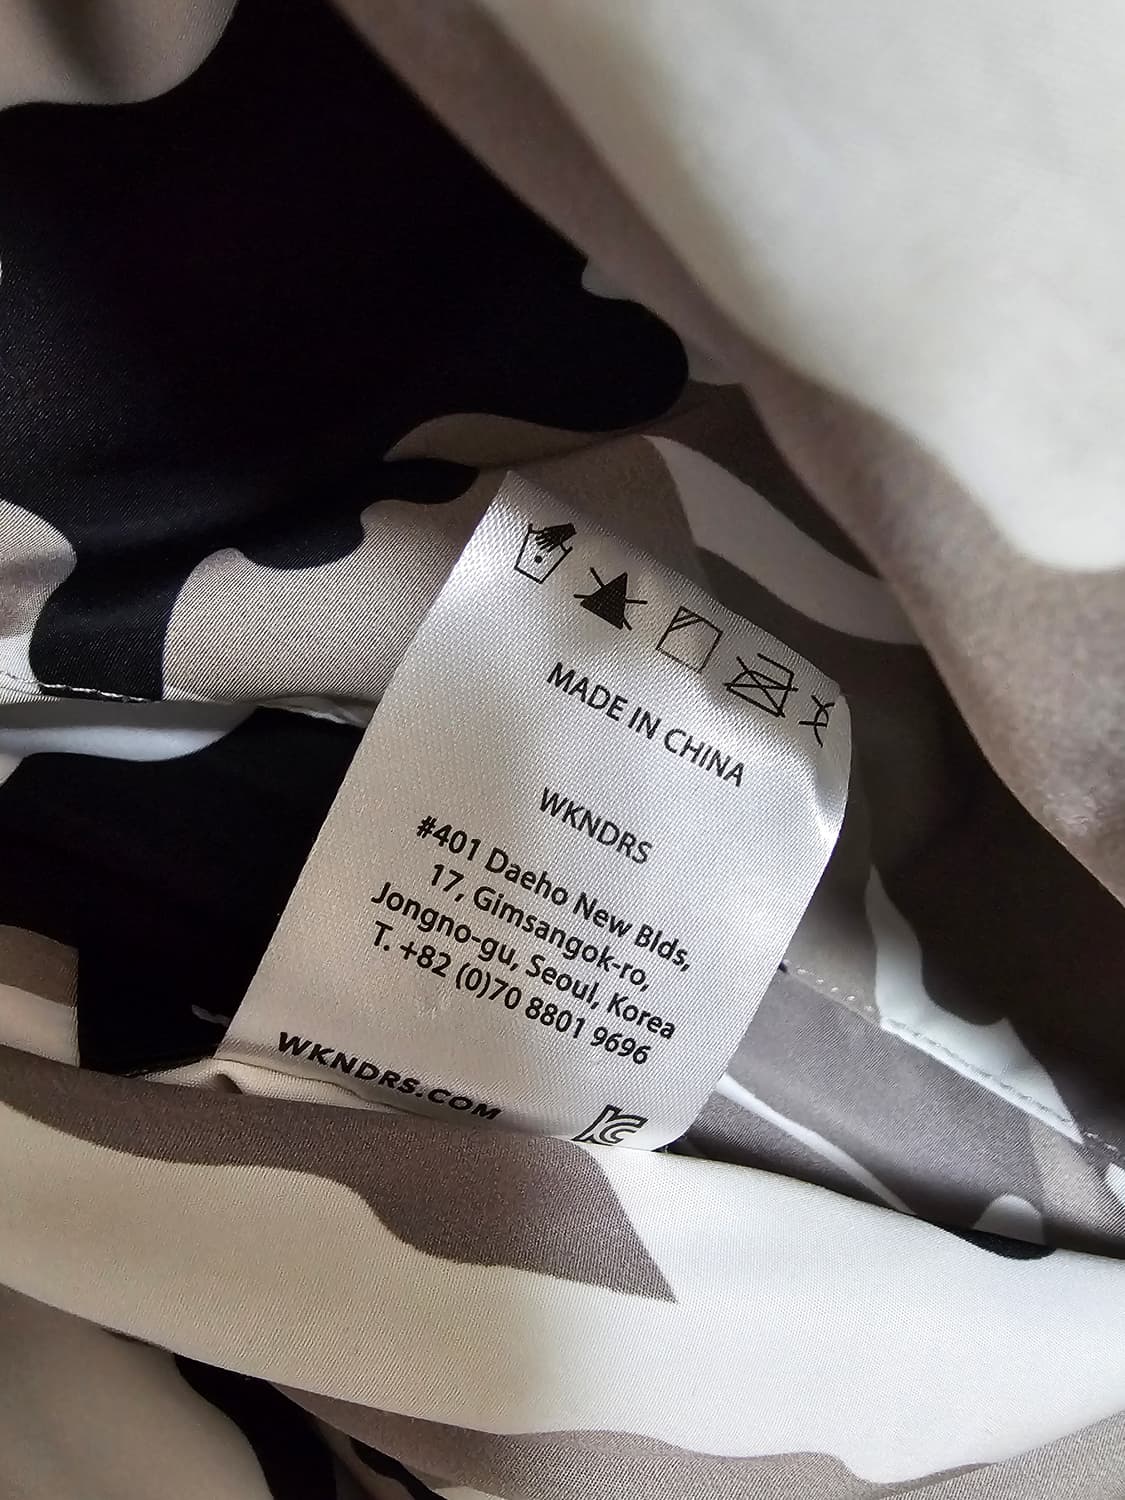 MADE IN CHINA
WKNDRS
#401 Daeho New Blds,
17, Gimsangok-ro,
Jongno-gu, Seoul, Korea
T. +82 (0)70 8801 9696
WKNDRS.COM
KC